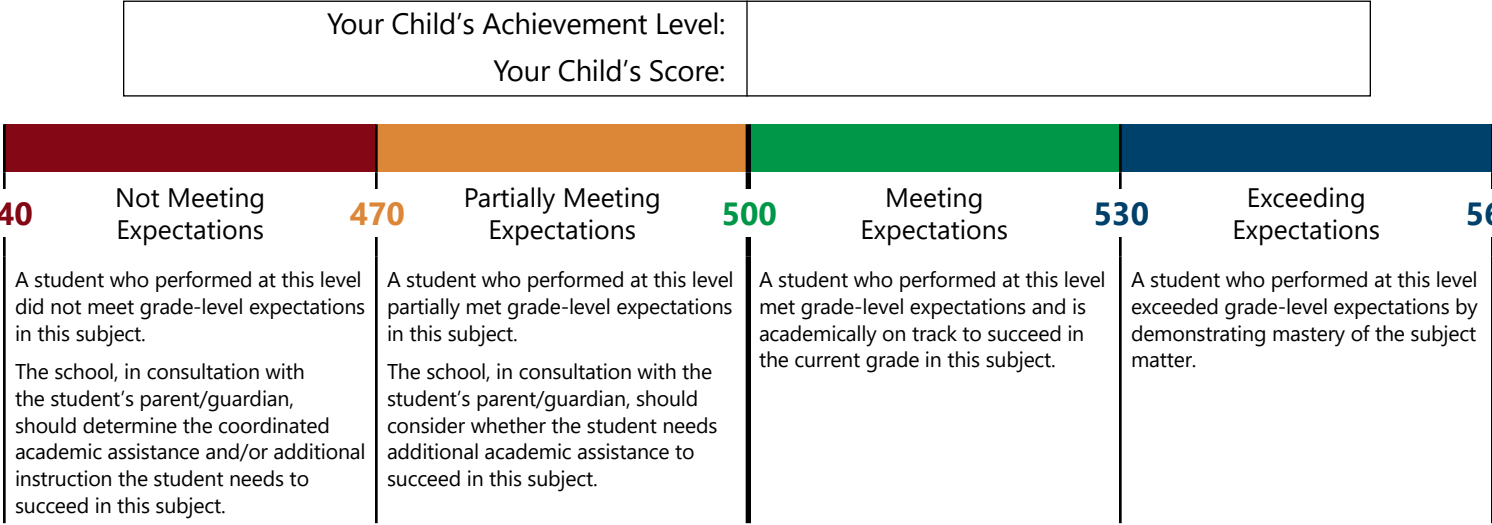 Your Child's Achievement Level:
Your Child's Score:
40
Not Meeting
Expectations
470
Partially Meeting
Expectations
500
Meeting
Expectations
530
Exceeding
Expectations
56
A student who performed at this level
did not meet grade-level expectations
in this subject.
The school, in consultation with
the student's parent/guardian,
should determine the coordinated
academic assistance and/or additional
instruction the student needs to
succeed in this subject.
A student who performed at this level
partially met grade-level expectations
in this subject.
The school, in consultation with the
student's parent/guardian, should
consider whether the student needs
additional academic assistance to
succeed in this subject.
A student who performed at this level
met grade-level expectations and is
academically on track to succeed in
the current grade in this subject.
A student who performed at this level
exceeded grade-level expectations by
demonstrating mastery of the subject
matter.